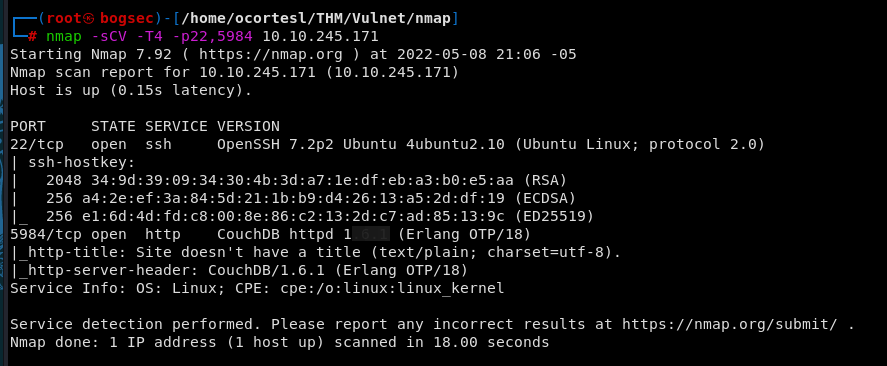 ┌──(root㉿bogsec)-[/home/ocortesl/THM/Vulnet/nmap]
└─# nmap -sCV -T4 -p22,5984 10.10.245.171
Starting Nmap 7.92 ( https://nmap.org ) at 2022-05-08 21:06 -05
Nmap scan report for 10.10.245.171 (10.10.245.171)
Host is up (0.15s latency).

PORT     STATE SERVICE VERSION
22/tcp   open  ssh     OpenSSH 7.2p2 Ubuntu 4ubuntu2.10 (Ubuntu Linux; protocol 2.0)
| ssh-hostkey:
|   2048 34:9d:39:09:34:30:4b:3d:a7:1e:df:eb:a3:b0:e5:aa (RSA)
|   256 a4:2e:ef:3a:84:5d:21:1b:b9:d4:26:13:a5:2d:df:19 (ECDSA)
|_  256 e1:6d:4d:fd:c8:00:8e:86:c2:13:2d:c7:ad:85:13:9c (ED25519)
5984/tcp open  http    CouchDB httpd 1.6.1 (Erlang OTP/18)
|_http-title: Site doesn't have a title (text/plain; charset=utf-8).
|_http-server-header: CouchDB/1.6.1 (Erlang OTP/18)
Service Info: OS: Linux; CPE: cpe:/o:linux:linux_kernel

Service detection performed. Please report any incorrect results at https://nmap.org/submit/ .
Nmap done: 1 IP address (1 host up) scanned in 18.00 seconds